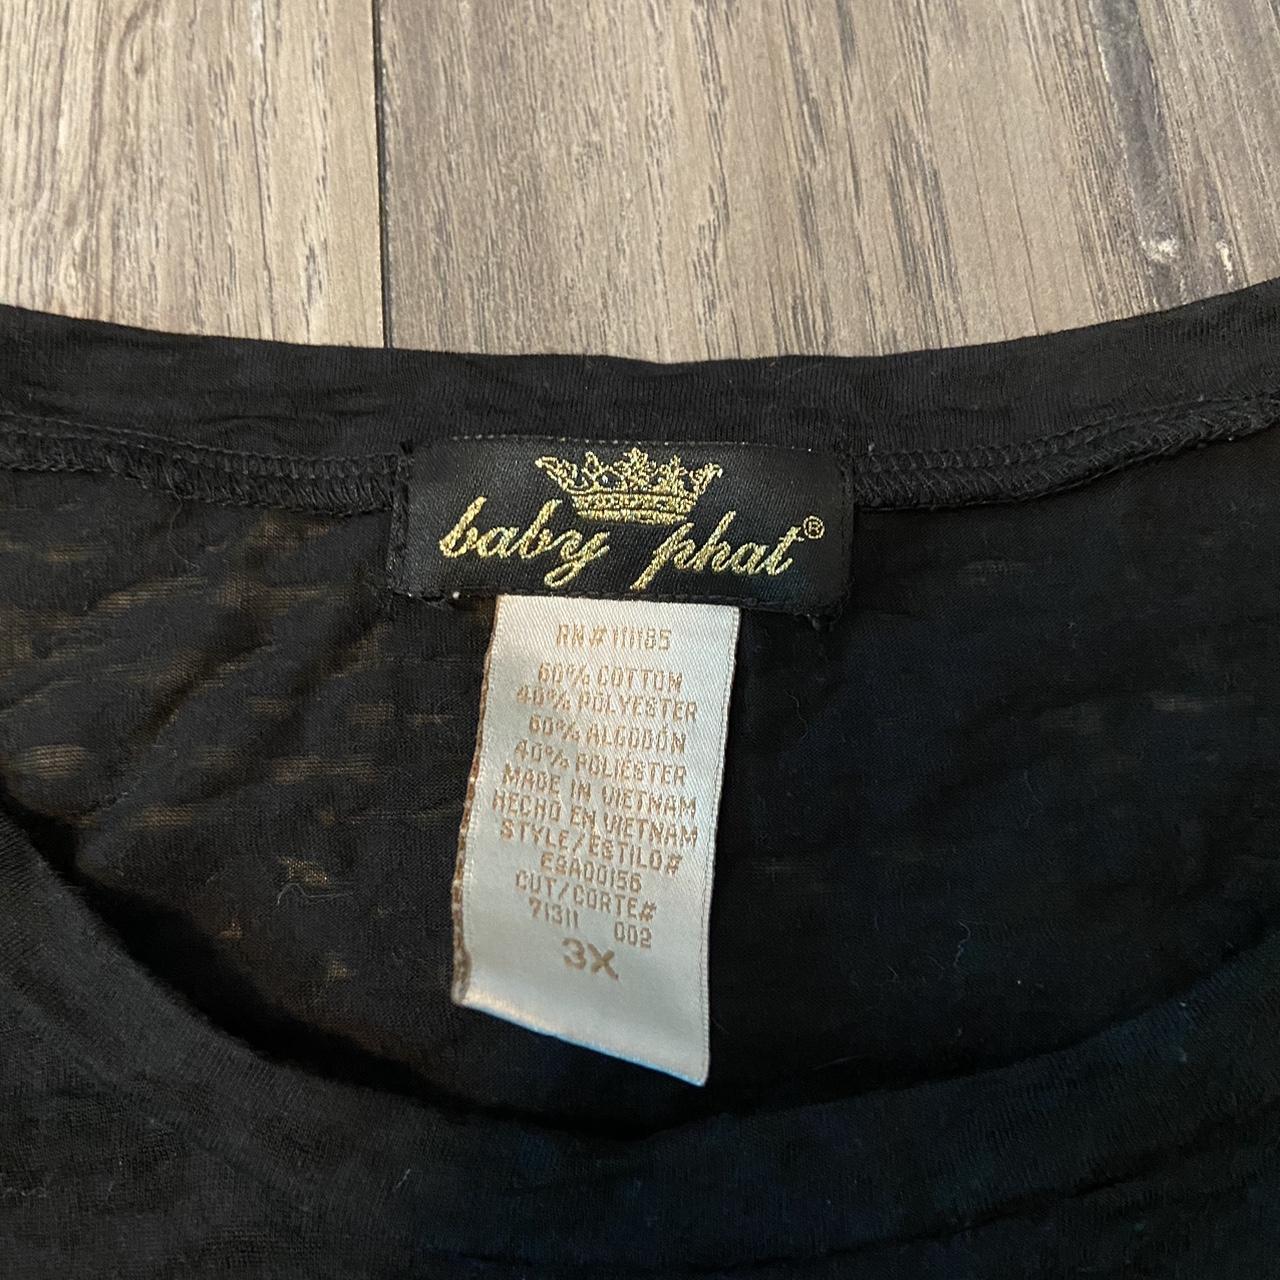 baby phat®
RN#111185
60% COTTON
40% POLYESTER
60% ALGODÓN
40% POLIÉSTER
MADE IN VIETNAM
HECHO EN VIETNAM
STYLE/ESTILO#
ESA00156
CUT/CORTE#
71311 002
3X